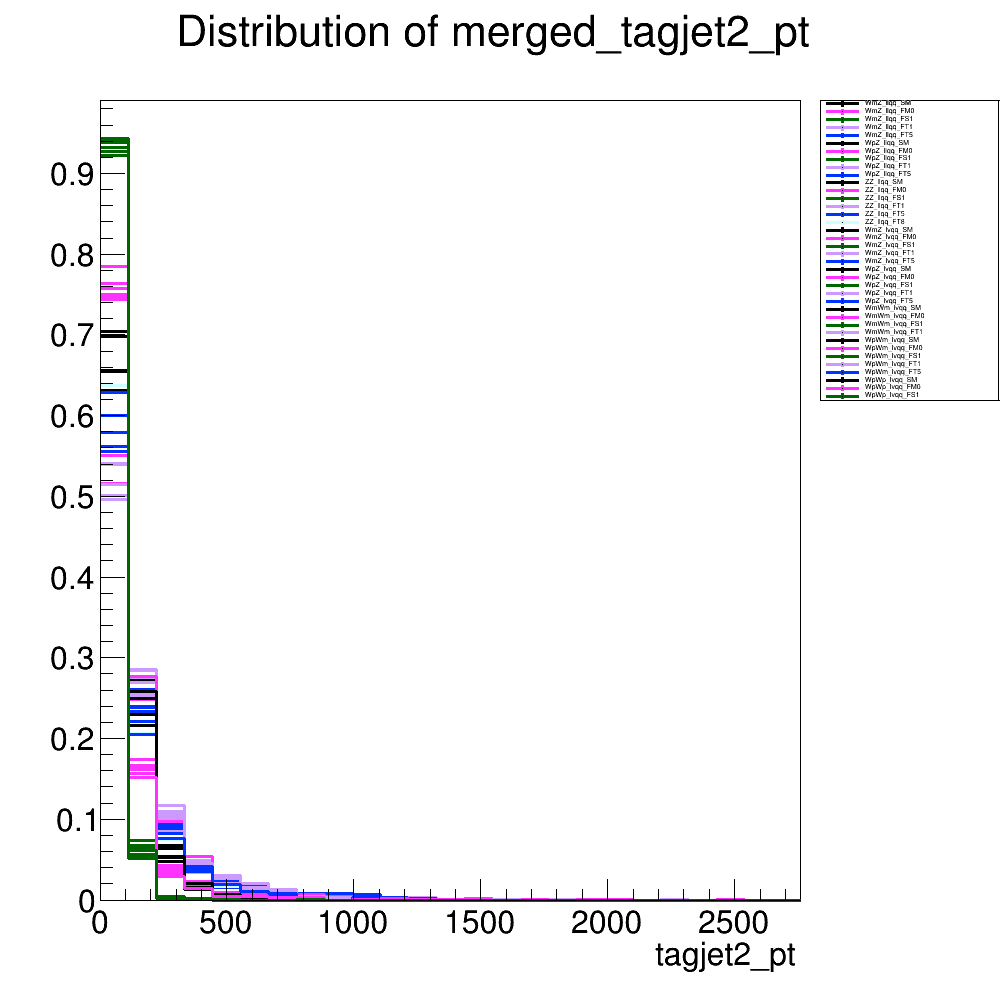 Distribution of merged_tagjet2_pt
WmZ_llqq_SM
WmZ_llqq_FM0
WmZ_llqq_FS1
WmZ_llqq_FT1
WmZ_llqq_FT5
WpZ_llqq_SM
WpZ_llqq_FM0
WpZ_llqq_FS1
WpZ_llqq_FT1
WpZ_llqq_FT5
ZZ_llqq_SM
ZZ_llqq_FM0
ZZ_llqq_FS1
ZZ_llqq_FT1
ZZ_llqq_FT5
ZZ_llqq_FT8
WmZ_lvqq_SM
WmZ_lvqq_FM0
WmZ_lvqq_FS1
WmZ_lvqq_FT1
WmZ_lvqq_FT5
WpZ_lvqq_SM
WpZ_lvqq_FM0
WpZ_lvqq_FS1
WpZ_lvqq_FT1
WpZ_lvqq_FT5
WmWm_lvqq_SM
WmWm_lvqq_FM0
WmWm_lvqq_FS1
WmWm_lvqq_FT1
WpWm_lvqq_SM
WpWm_lvqq_FM0
WpWm_lvqq_FS1
WpWm_lvqq_FT1
WpWm_lvqq_FT5
WpWp_lvqq_SM
WpWp_lvqq_FM0
WpWp_lvqq_FS1
0.9
0.8
0.7
0.6
0.5
0.4
0.3
0.2
0.1
0
0 500 1000 1500 2000 2500
tagjet2_pt